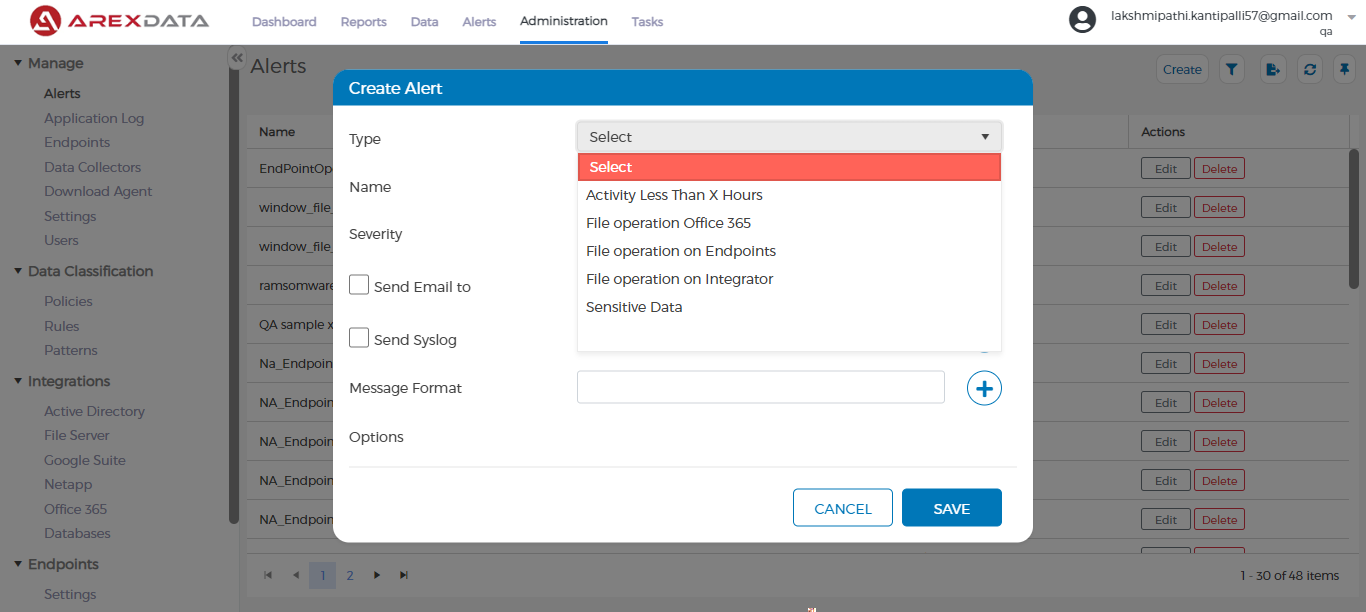 AREXDATA
Dashboard Reports Data Alerts Administration Tasks
lakshmipathi.kantipalli57@gmail.com
qa
Manage
Alerts
Application Log
Endpoints
Data Collectors
Download Agent
Settings
Users
Data Classification
Policies
Rules
Patterns
Integrations
Active Directory
File Server
Google Suite
Netapp
Office 365
Databases
Endpoints
Settings
Alerts
Create
Name
Actions
EndPointOp
Edit Delete
window_file_
Edit Delete
window_file_
Edit Delete
ramsomware
Edit Delete
QA sample x
Edit Delete
Na_Endpoin
Edit Delete
NA_Endpoin
Edit Delete
NA_Endpoin
Edit Delete
NA_Endpoin
Edit Delete
NA_Endpoin
Edit Delete
1 2
1 - 30 of 48 items
Create Alert
Type
Select
Select
Activity Less Than X Hours
File operation Office 365
File operation on Endpoints
File operation on Integrator
Sensitive Data
Name
Severity
Send Email to
Send Syslog
Message Format
Options
CANCEL SAVE